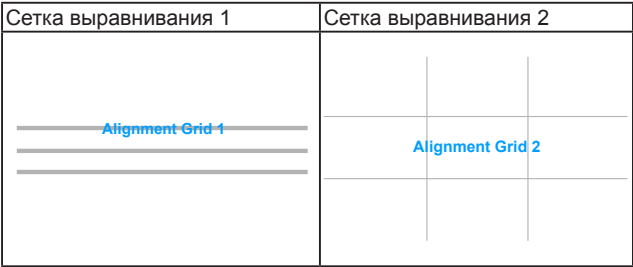 Сетка выравнивания 1
Сетка выравнивания 2
Alignment Grid 1
Alignment Grid 2